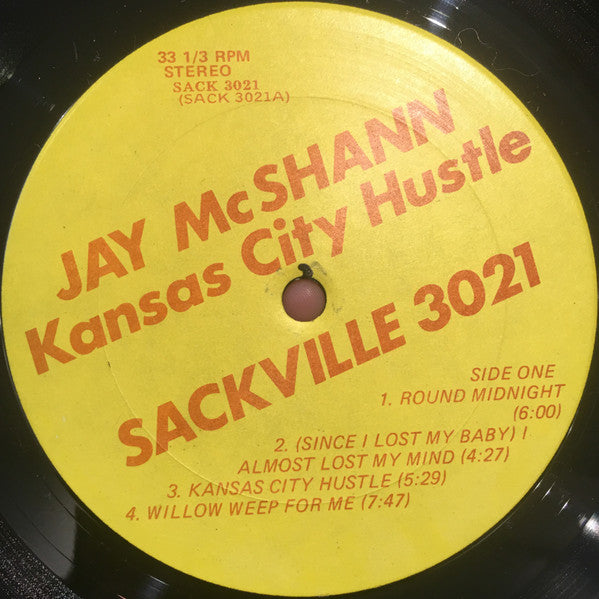 33 1/3 RPM
STEREO
SACK 3021
(SACK 3021A)
JAY McSHANN
Kansas City Hustle
SACKVILLE 3021
SIDE ONE
1. ROUND MIDNIGHT
(6:00)
2. (SINCE I LOST MY BABY) I
ALMOST LOST MY MIND (4:27)
3. KANSAS CITY HUSTLE (5:29)
4. WILLOW WEEP FOR ME (7:47)